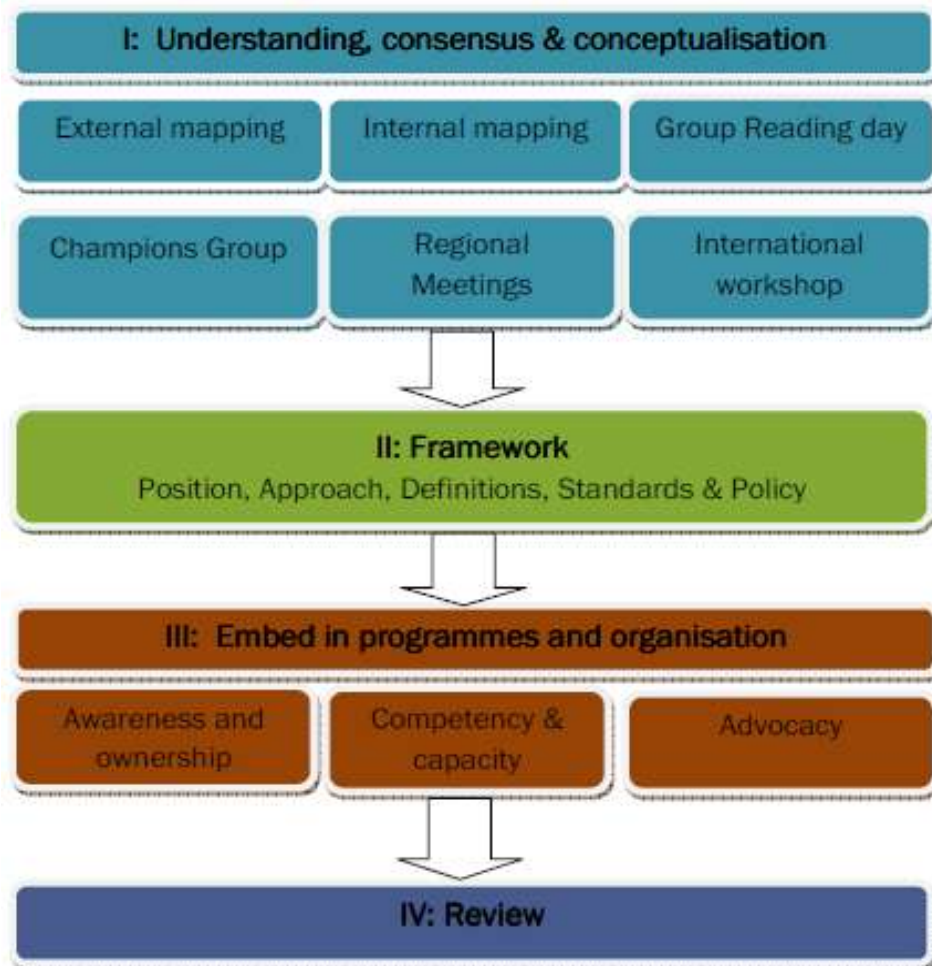 I: Understanding, consensus & conceptualisation
External mapping
Internal mapping
Group Reading day
Champions Group
Regional
Meetings
International
workshop
II: Framework
Position, Approach, Definitions, Standards & Policy
III: Embed in programmes and organisation
Awareness and
ownership
Competency &
capacity
Advocacy
IV: Review